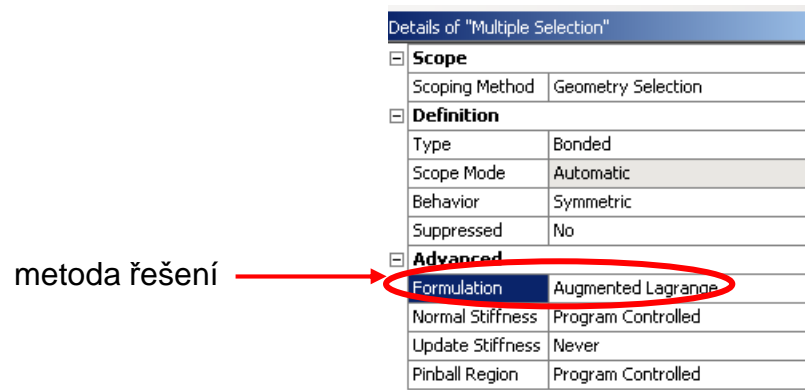 Details of "Multiple Selection"
Scope
Scoping Method Geometry Selection
Definition
Type Bonded
Scope Mode Automatic
Behavior Symmetric
Suppressed No
Advanced
metoda řešení
Formulation Augmented Lagrange
Normal Stiffness Program Controlled
Update Stiffness Never
Pinball Region Program Controlled